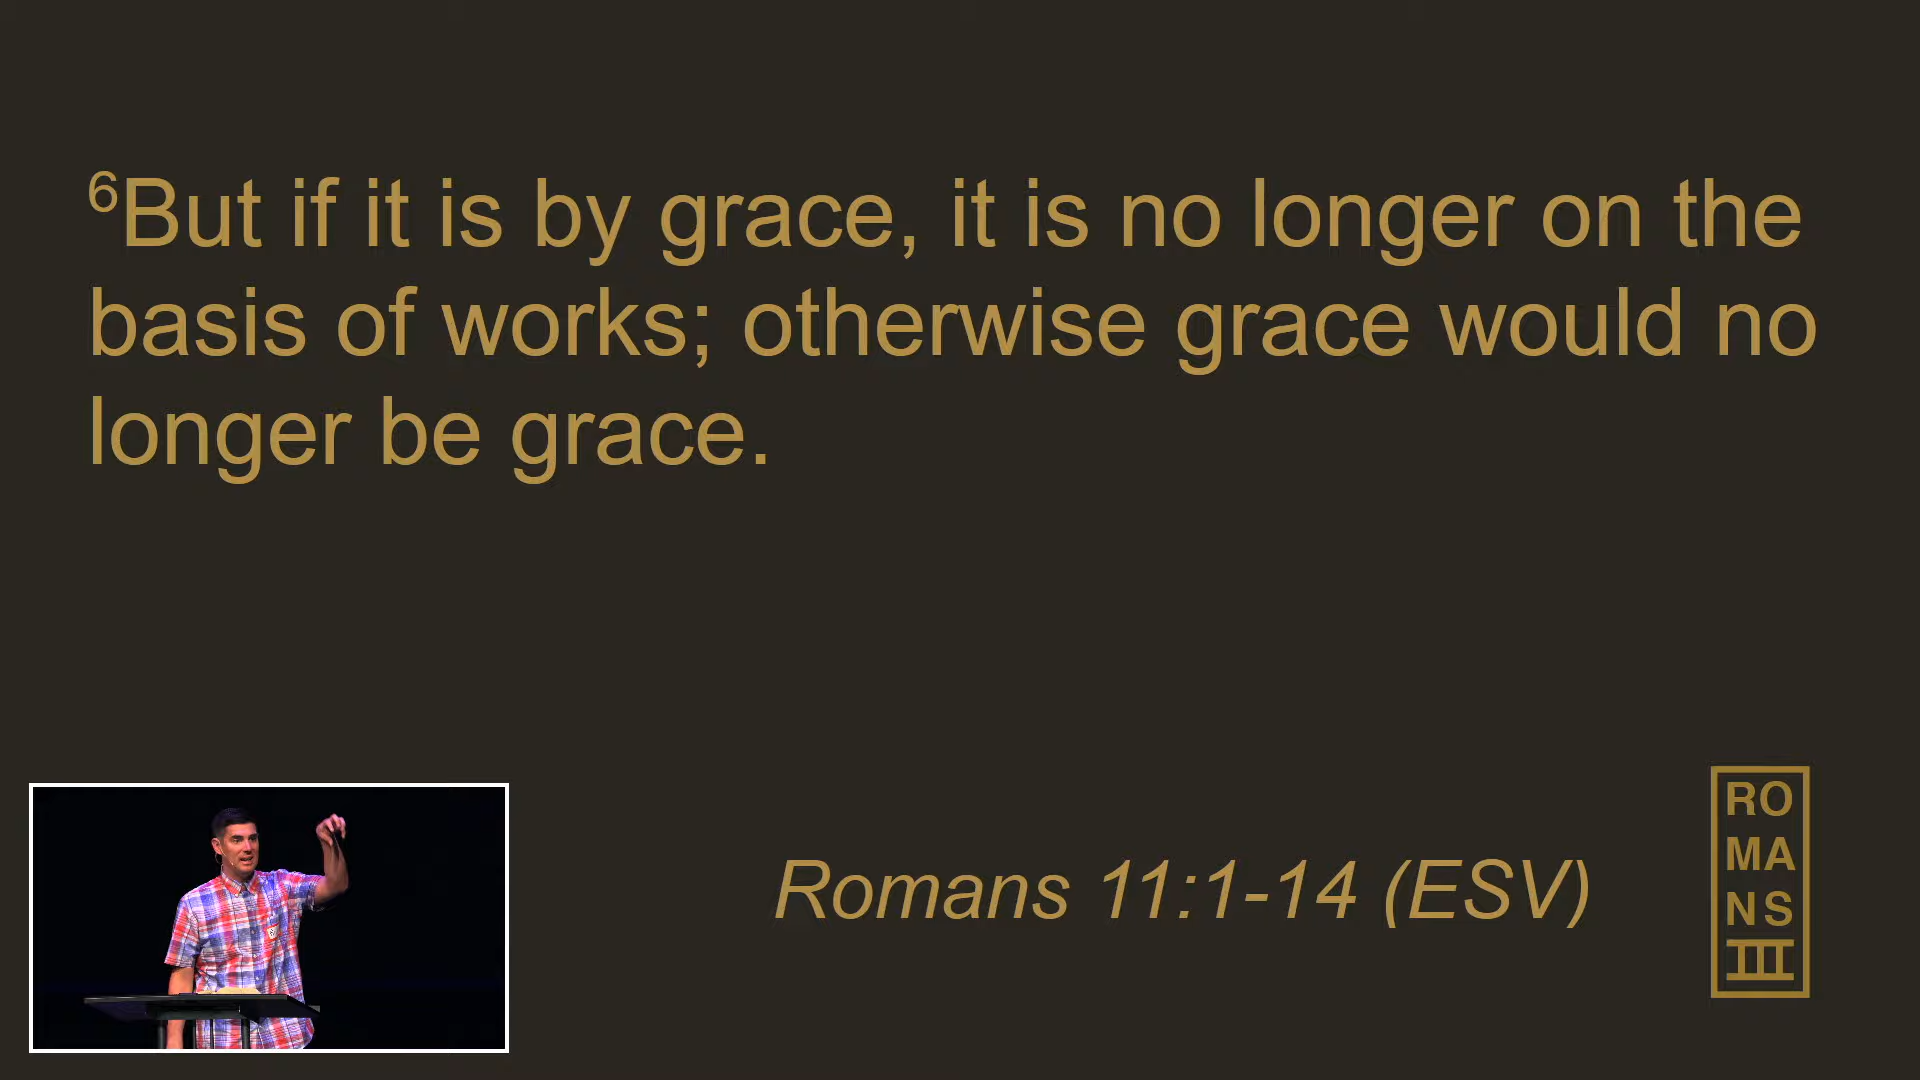 ⁶But if it is by grace, it is no longer on the
basis of works; otherwise grace would no
longer be grace.
Romans 11:1-14 (ESV)
RO
MA
NS
III